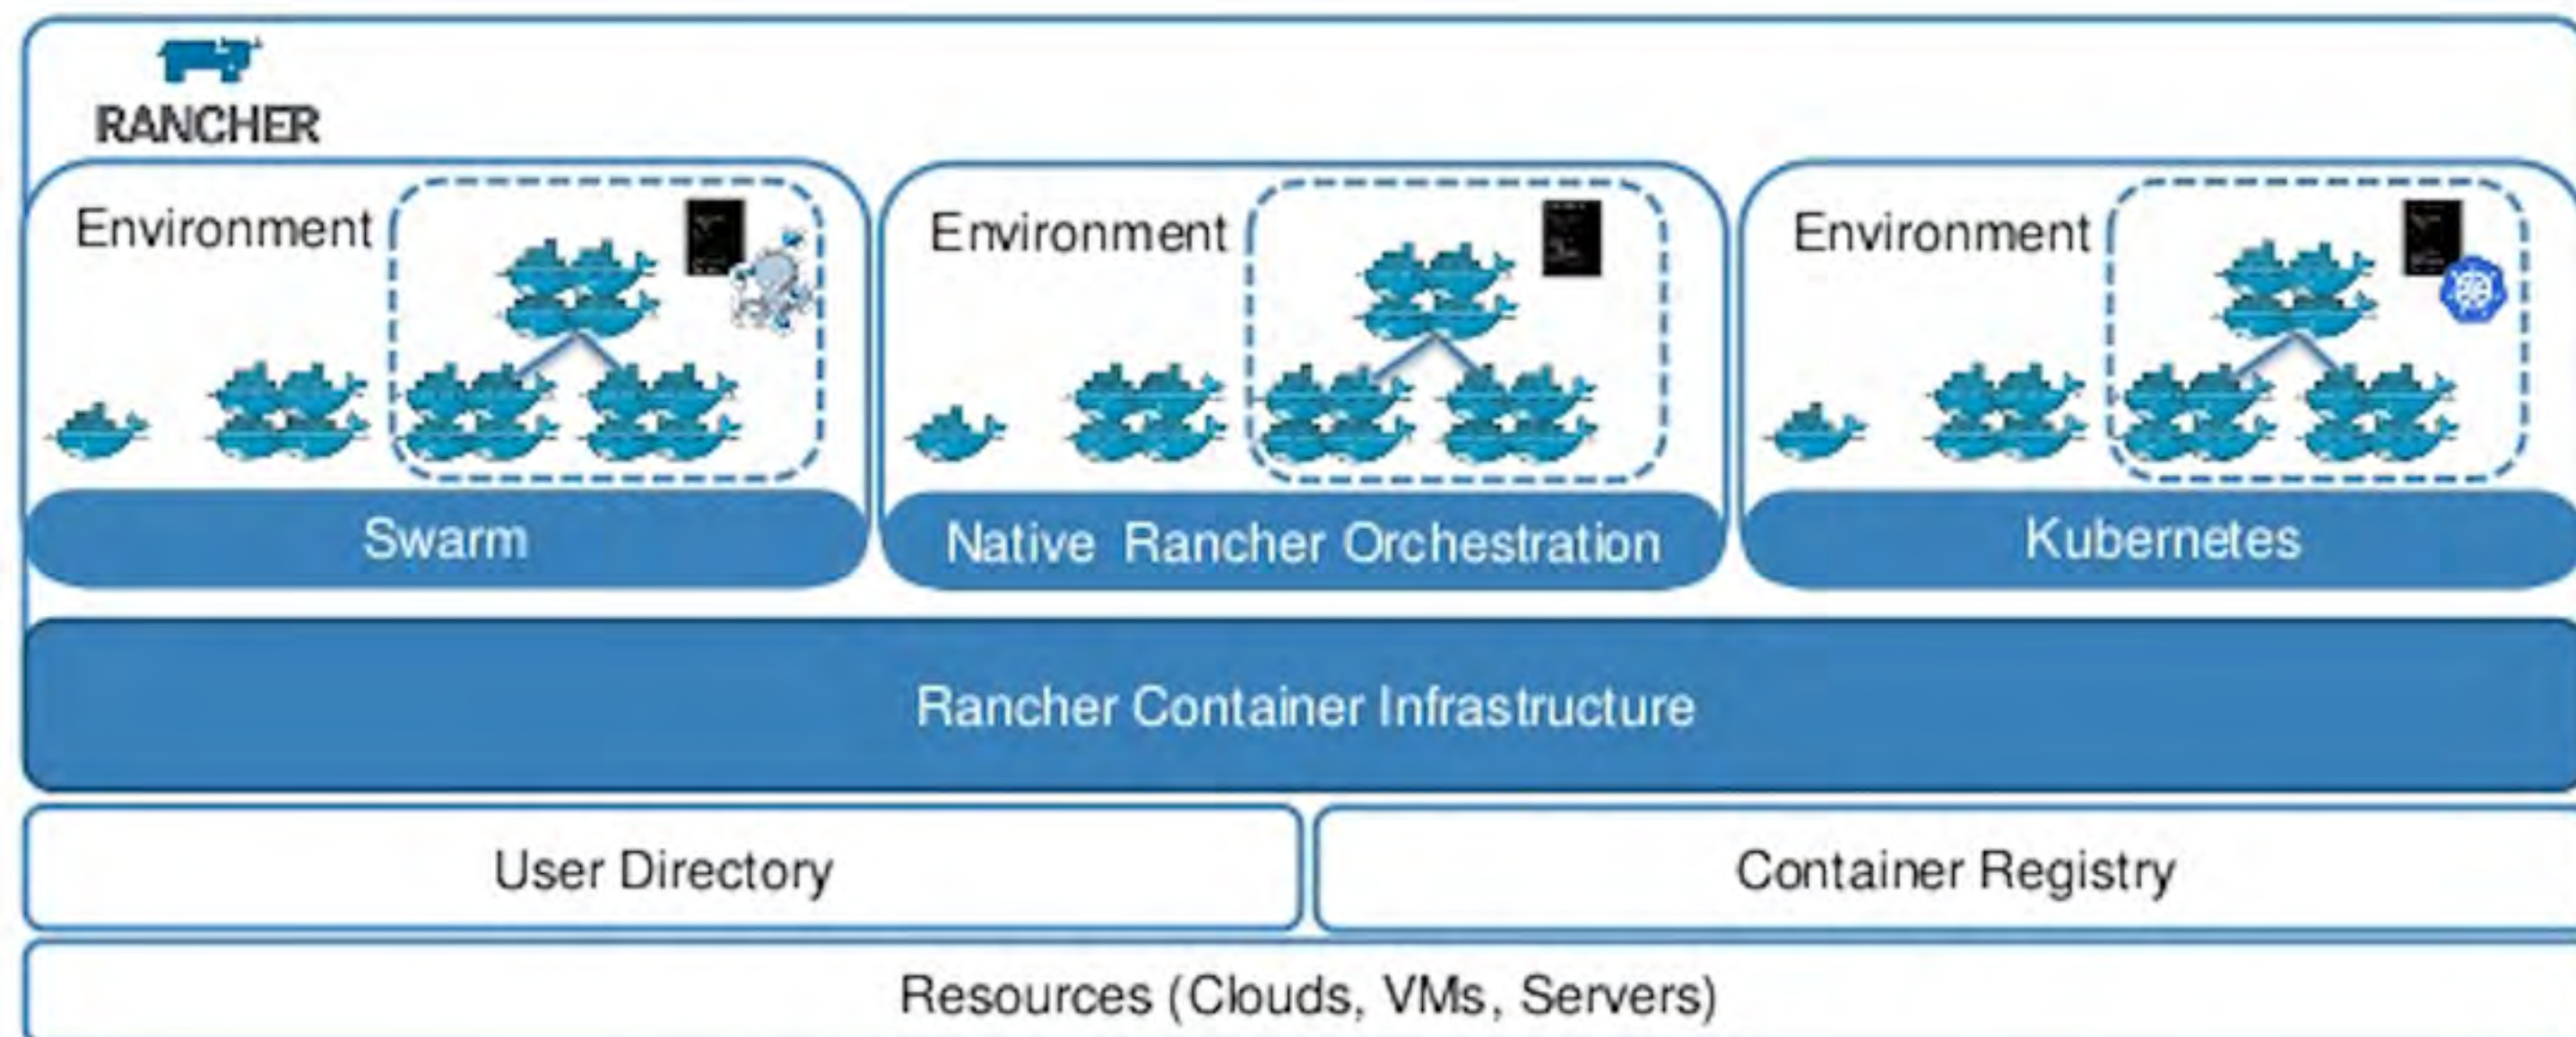 RANCHER
Environment
Environment
Environment
Swarm
Native Rancher Orchestration
Kubernetes
Rancher Container Infrastructure
User Directory
Container Registry
Resources (Clouds, VMs, Servers)